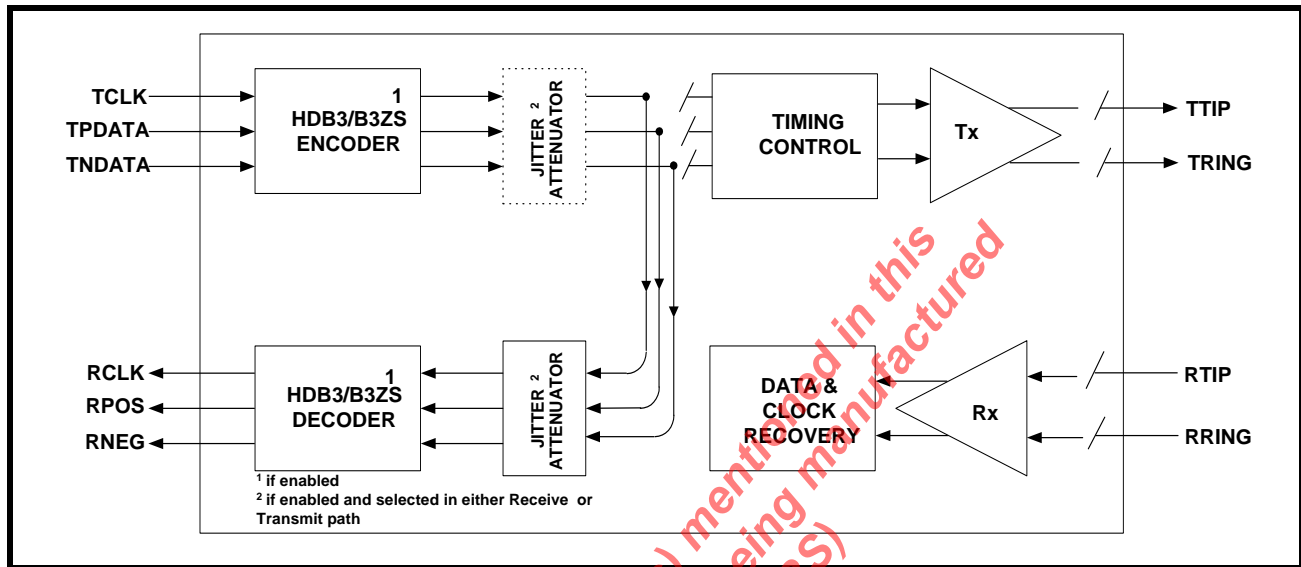 TCLK
TPDATA
TNDATA
1
HDB3/B3ZS
ENCODER
JITTER 2
ATTENUATOR
TIMING
CONTROL
Tx
TTIP
TRING
RCLK
RPOS
RNEG
1
HDB3/B3ZS
DECODER
JITTER 2
ATTENUATOR
DATA &
CLOCK
RECOVERY
Rx
RTIP
RRING
1 if enabled
2 if enabled and selected in either Receive or
Transmit path
) mentioned in this
eing manufactured
S)